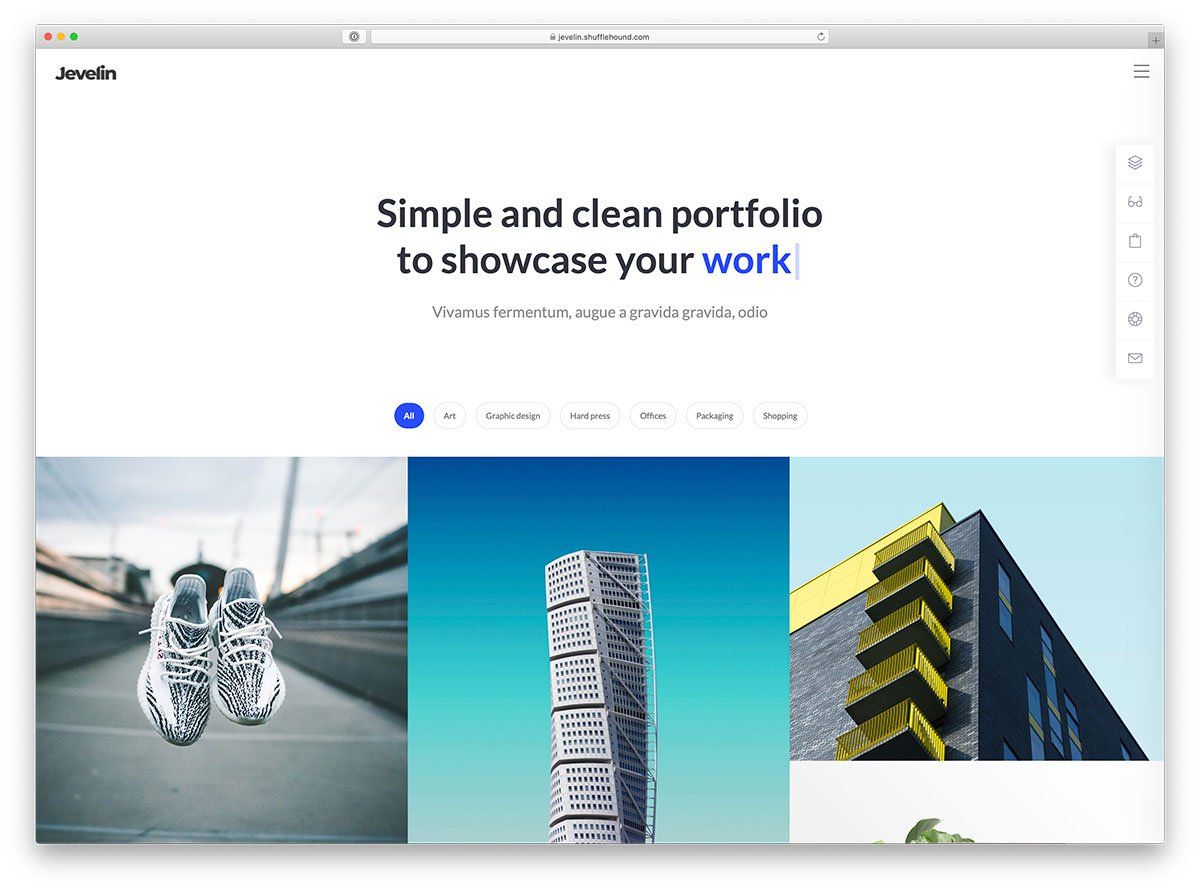 jevelin.shufflehound.com
Jevelin
Simple and clean portfolio
to showcase your work
Vivamus fermentum, augue a gravida gravida, odio
All Art Graphic design Hard press Offices Packaging Shopping